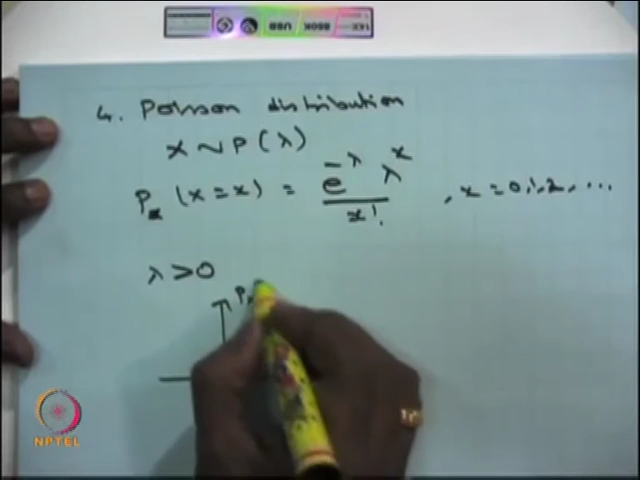 4. Poisson distribution
X ~ P(λ)
Pₓ(X=x) = e^{-λ} λ^x / x! , x = 0,1,2,...
λ > 0
NPTEL